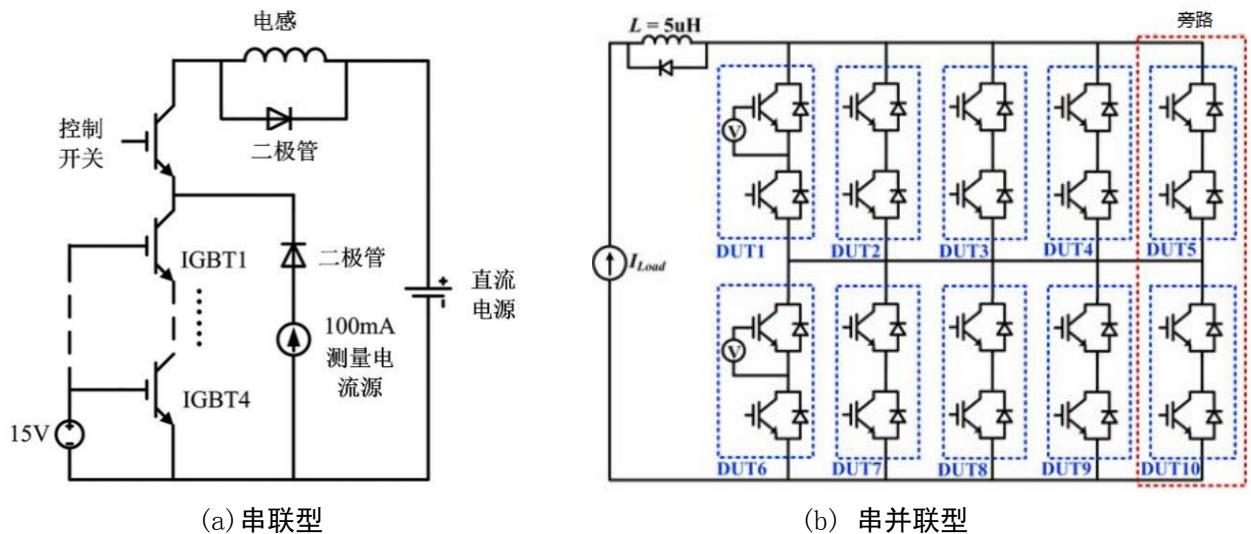 电感
控制
开关
二极管
IGBT1
二极管
······
直流
电源
100mA
测量电
流源
IGBT4
15V
(a)串联型
旁路
L = 5uH
V
DUT1
DUT2
DUT3
DUT4
DUT5
I_Load
V
DUT6
DUT7
DUT8
DUT9
DUT10
(b) 串并联型